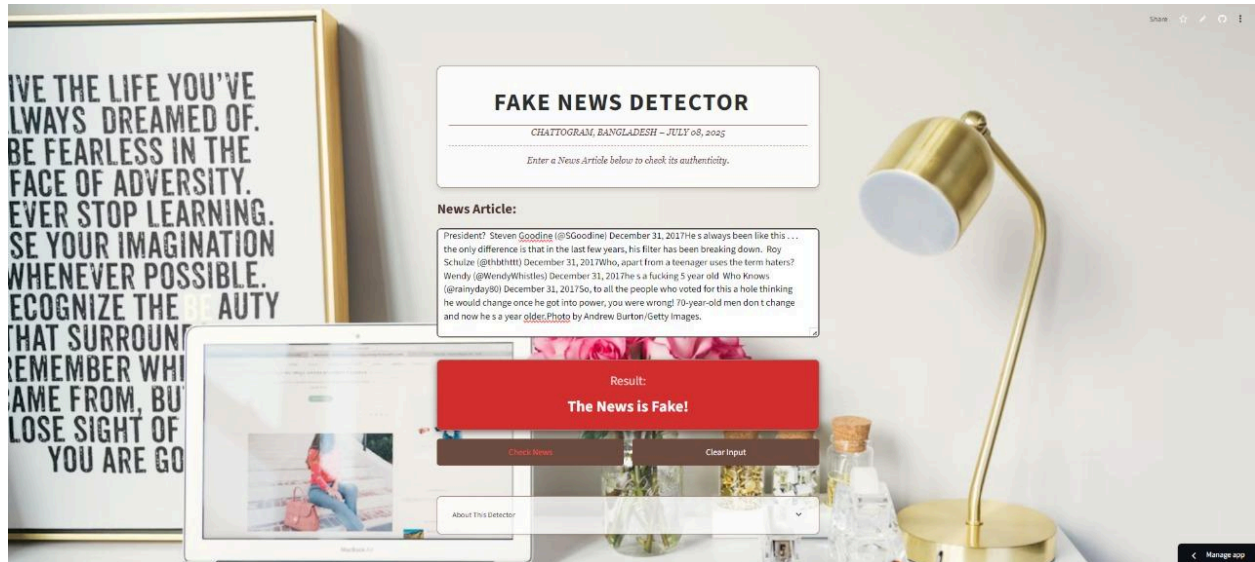 Share
IVE THE LIFE YOU'VE
LWAYS DREAMED OF.
BE FEARLESS IN THE
FACE OF ADVERSITY.
EVER STOP LEARNING.
SE YOUR IMAGINATION
WHENEVER POSSIBLE.
ECOGNIZE THE BE AUTY
THAT SURROUN
REMEMBER WH
AME FROM, BU
LOSE SIGHT OF
YOU ARE GO
FAKE NEWS DETECTOR
CHATTOGRAM, BANGLADESH – JULY 08, 2025
Enter a News Article below to check its authenticity.
News Article:
President? Steven Goodine (@SGoodine) December 31, 2017He s always been like this . . .
the only difference is that in the last few years, his filter has been breaking down. Roy
Schulze (@thbthttt) December 31, 2017Who, apart from a teenager uses the term haters?
Wendy (@WendyWhistles) December 31, 2017he s a fucking 5 year old Who Knows
(@rainyday80) December 31, 2017So, to all the people who voted for this a hole thinking
he would change once he got into power, you were wrong! 70-year-old men don t change
and now he s a year older.Photo by Andrew Burton/Getty Images.
Result:
The News is Fake!
Check News
Clear Input
About This Detector
MacBook
Manage app